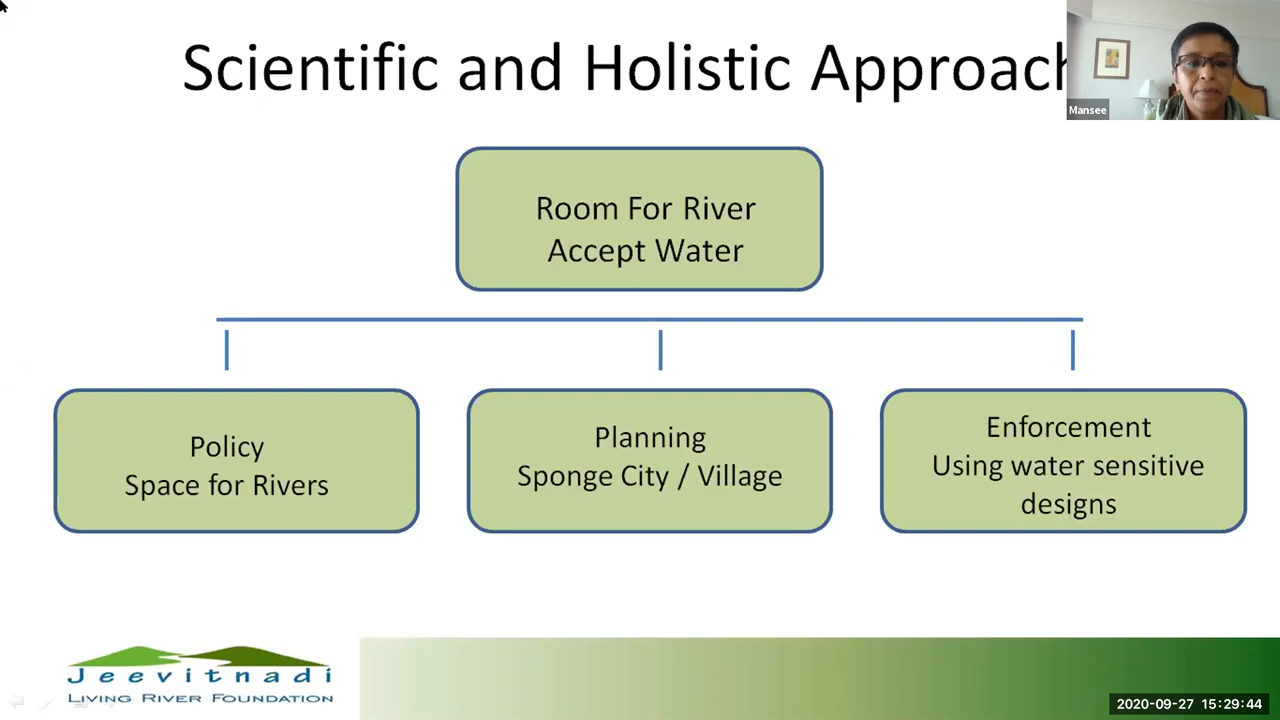 Scientific and Holistic Approach
Mansee
Room For River
Accept Water
Policy
Space for Rivers
Planning
Sponge City / Village
Enforcement
Using water sensitive
designs
Jeevitnadi
LIVING RIVER FOUNDATION
2020-09-27 15:29:44